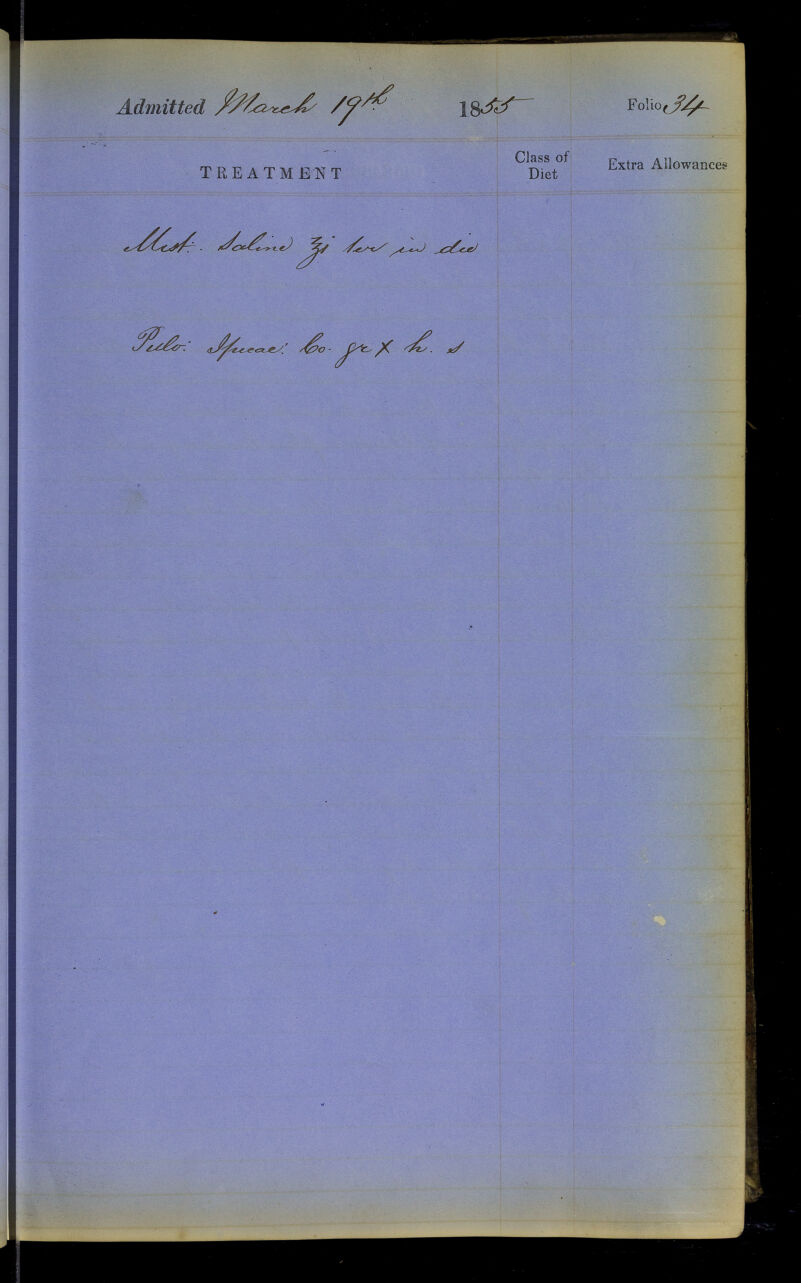 Admitted March 19th 1855 Folio 34
TREATMENT Class of Diet Extra Allowances
Mist: Saline ℥i ter in die
Pulv: Ipecac: Co. gr X h. s